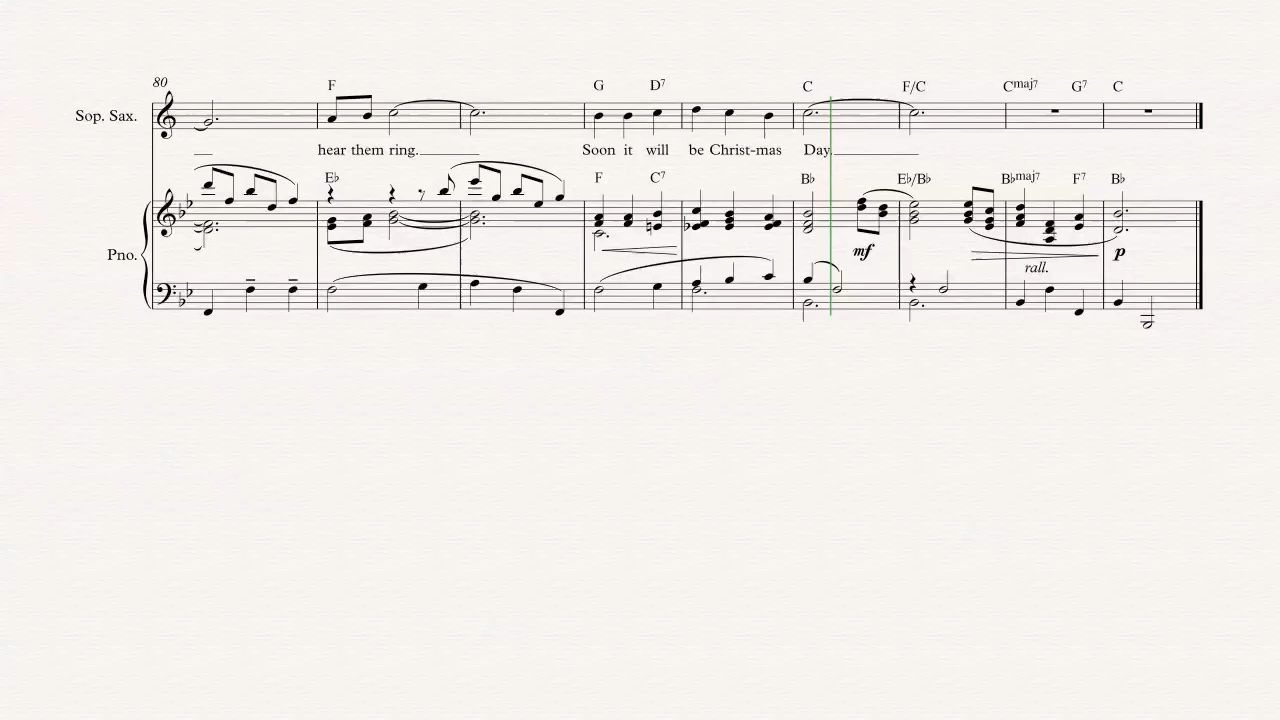 80
F G D7 C F/C Cmaj7 G7 C
Sop. Sax.
hear them ring. Soon it will be Christ-mas Day.
E♭ F C7 B♭ E♭/B♭ B♭maj7 F7 B♭
Pno.
mf p
rall.